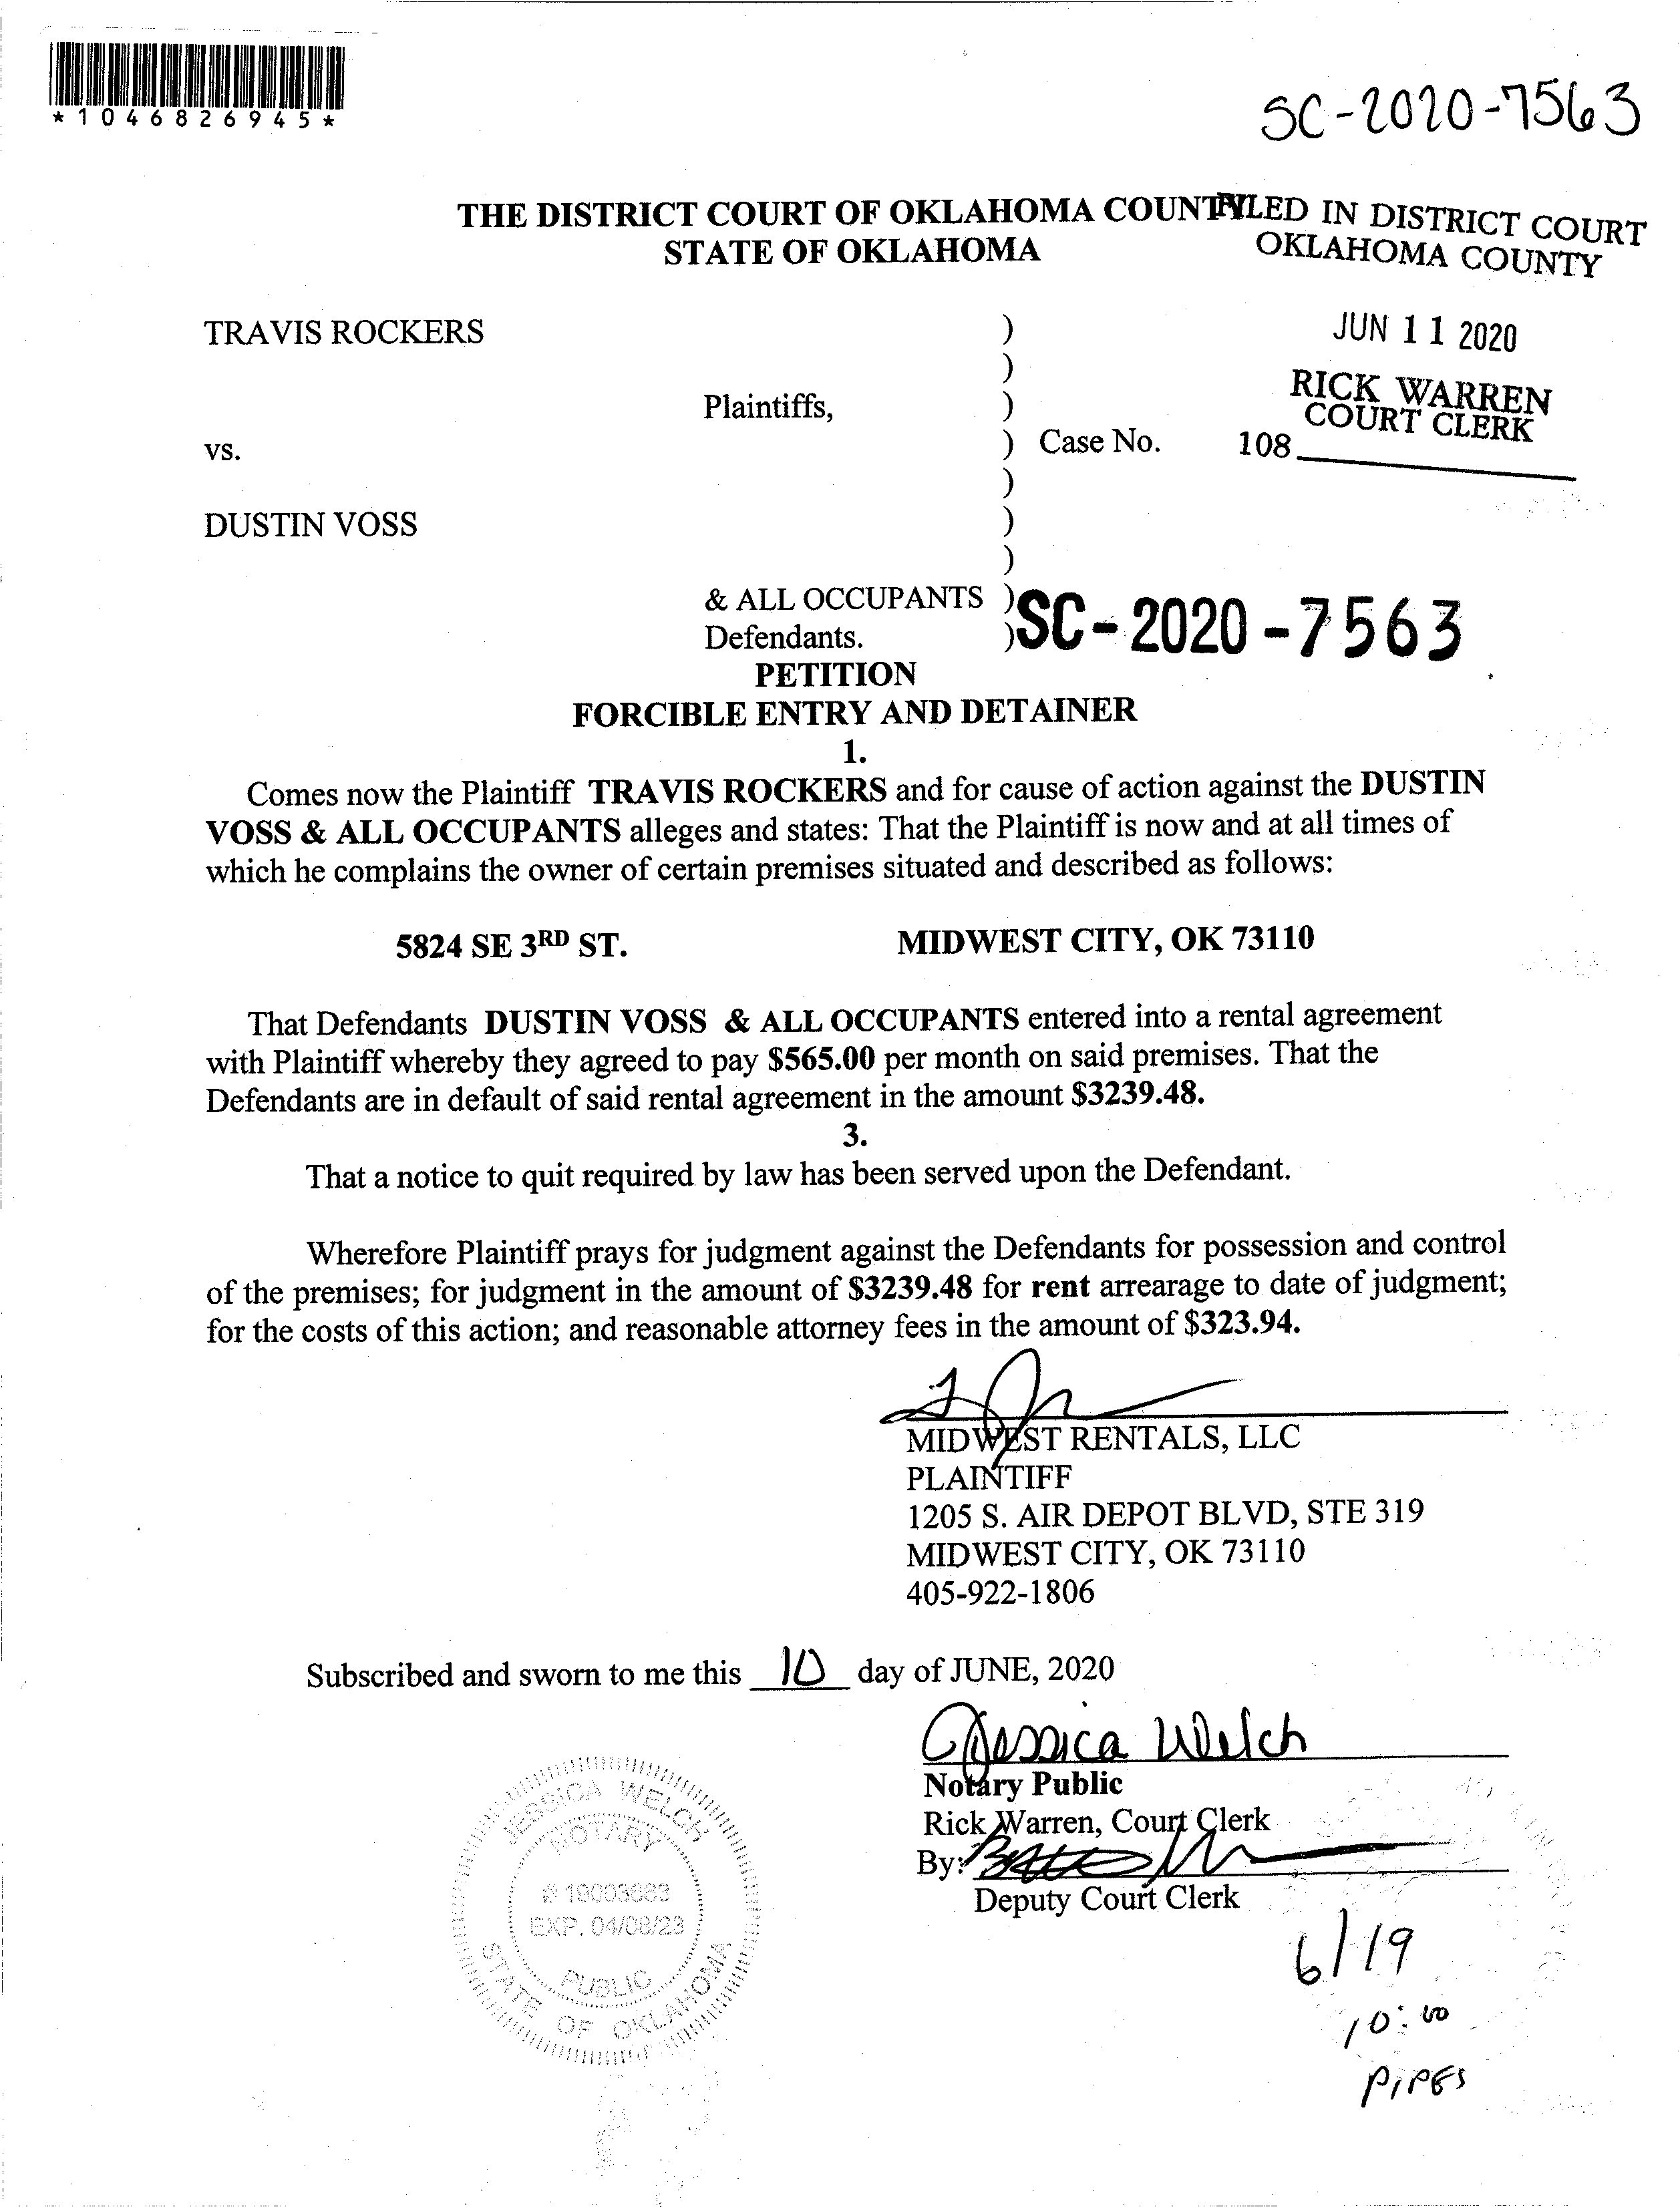 *1046826945*
SC-2020-7563
THE DISTRICT COURT OF OKLAHOMA COUNTY
STATE OF OKLAHOMA
FILED IN DISTRICT COURT
OKLAHOMA COUNTY
JUN 11 2020
RICK WARREN
COURT CLERK
108
TRAVIS ROCKERS )
)
Plaintiffs, )
vs. ) Case No.
)
DUSTIN VOSS )
)
& ALL OCCUPANTS )
Defendants. )
SC-2020-7563
PETITION
FORCIBLE ENTRY AND DETAINER
1.
Comes now the Plaintiff TRAVIS ROCKERS and for cause of action against the DUSTIN
VOSS & ALL OCCUPANTS alleges and states: That the Plaintiff is now and at all times of
which he complains the owner of certain premises situated and described as follows:
5824 SE 3RD ST. MIDWEST CITY, OK 73110
That Defendants DUSTIN VOSS & ALL OCCUPANTS entered into a rental agreement
with Plaintiff whereby they agreed to pay $565.00 per month on said premises. That the
Defendants are in default of said rental agreement in the amount $3239.48.
3.
That a notice to quit required by law has been served upon the Defendant.
Wherefore Plaintiff prays for judgment against the Defendants for possession and control
of the premises; for judgment in the amount of $3239.48 for rent arrearage to date of judgment;
for the costs of this action; and reasonable attorney fees in the amount of $323.94.
MIDWEST RENTALS, LLC
PLAINTIFF
1205 S. AIR DEPOT BLVD, STE 319
MIDWEST CITY, OK 73110
405-922-1806
Subscribed and sworn to me this 10 day of JUNE, 2020
Jessica Welch
Notary Public
Rick Warren, Court Clerk
By:
Deputy Court Clerk
JESSICA WELCH
NOTARY
EXP. 04/08/23
PUBLIC
STATE OF OKLAHOMA
6/19
10:00
PIPES